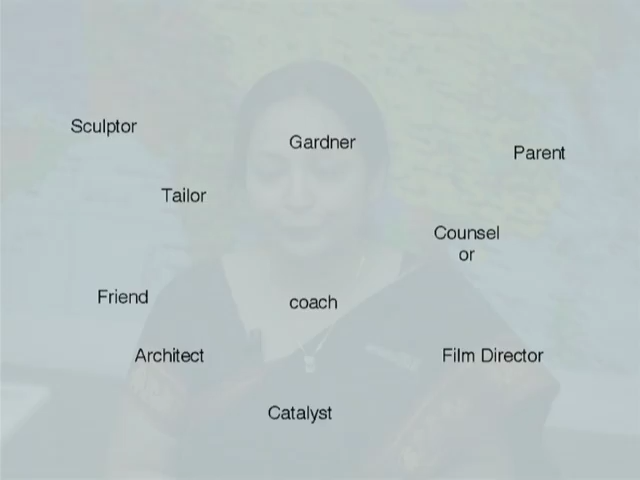 Sculptor
Gardner
Parent
Tailor
Counsel
or
Friend
coach
Architect
Film Director
Catalyst